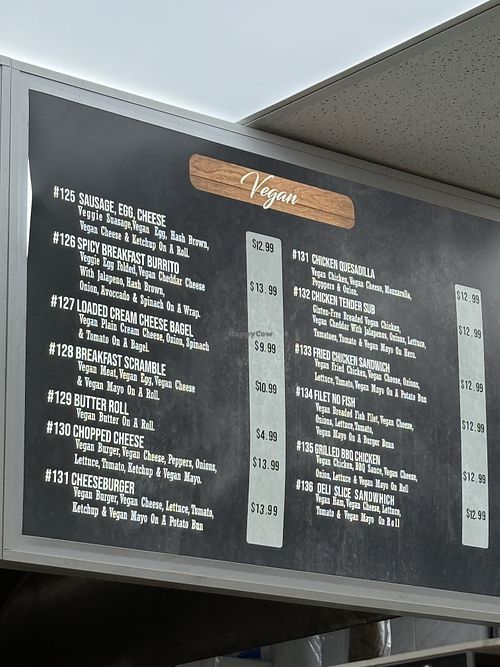 Vegan
#125 SAUSAGE, EGG, CHEESE
Veggie Suasage, Vegan Egg, Hash Brown,
Vegan Cheese & Ketchup On A Roll.
$12.99
#126 SPICY BREAKFAST BURRITO
Veggie Egg Folded, Vegan Cheddar Cheese
With Jalapeno, Hash Brown,
Onion, Avocado & Spinach On A Wrap.
$13.99
#127 LOADED CREAM CHEESE BAGEL
Vegan Plain Cream Cheese, Onion, Spinach
& Tomato On A Bagel.
$9.99
#128 BREAKFAST SCRAMBLE
Vegan Meat, Vegan Egg, Vegan Cheese
& Vegan Mayo On A Roll.
$10.99
#129 BUTTER ROLL
Vegan Butter On A Roll.
$4.99
#130 CHOPPED CHEESE
Vegan Burger, Vegan Cheese, Peppers, Onions,
Lettuce, Tomato, Ketchup & Vegan Mayo.
$13.99
#131 CHEESEBURGER
Vegan Burger, Vegan Cheese, Lettuce, Tomato,
Ketchup & Vegan Mayo On A Potato Bun
$13.99
#131 CHICKEN QUESADILLA
Vegan Chicken, Vegan Cheese, Mozzarella,
Pepppers & Onion.
$12.99
#132 CHICKEN TENDER SUB
Gluten-Free Breaded Vegan Chicken,
Vegan Cheddar With Jalapenos, Onions, Lettuce,
Tomatoes, Tomato & Vegan Mayo On Hero.
$12.99
#133 FRIED CHICKEN SANDWICH
Vegan Fried Chicken, Vegan Cheese, Onions,
Lettuce, Tomato, Vegan Mayo On A Potato Bun
$12.99
#134 FILET NO FISH
Vegan Breaded Fish Filet, Vegan Cheese,
Onions, Lettuce, Tomato,
Vegan Mayo On A Burger Bunn
$12.99
#135 GRILLED BBQ CHICKEN
Vegan Chicken, BBQ Sauce, Vegan Cheese,
Onion, Lettuce & Vegan Mayo On Roll
$12.99
#136 DELI SLICE SANDWHICH
Vegan Ham, Vegan Cheese, Lettuce,
Tomato & Vegan Mayo On Roll
$12.99
HappyCow